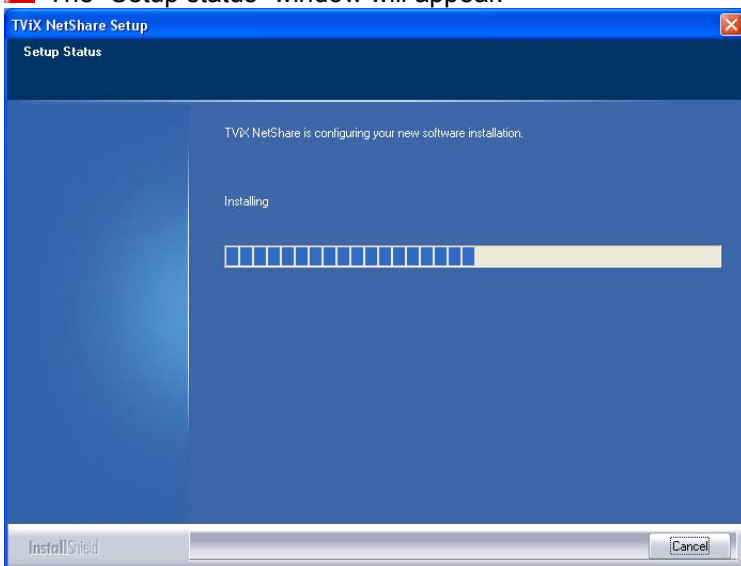 The "Setup status" window will appear.
TViX NetShare Setup
Setup Status
TViX NetShare is configuring your new software installation.
Installing
InstallShield
Cancel